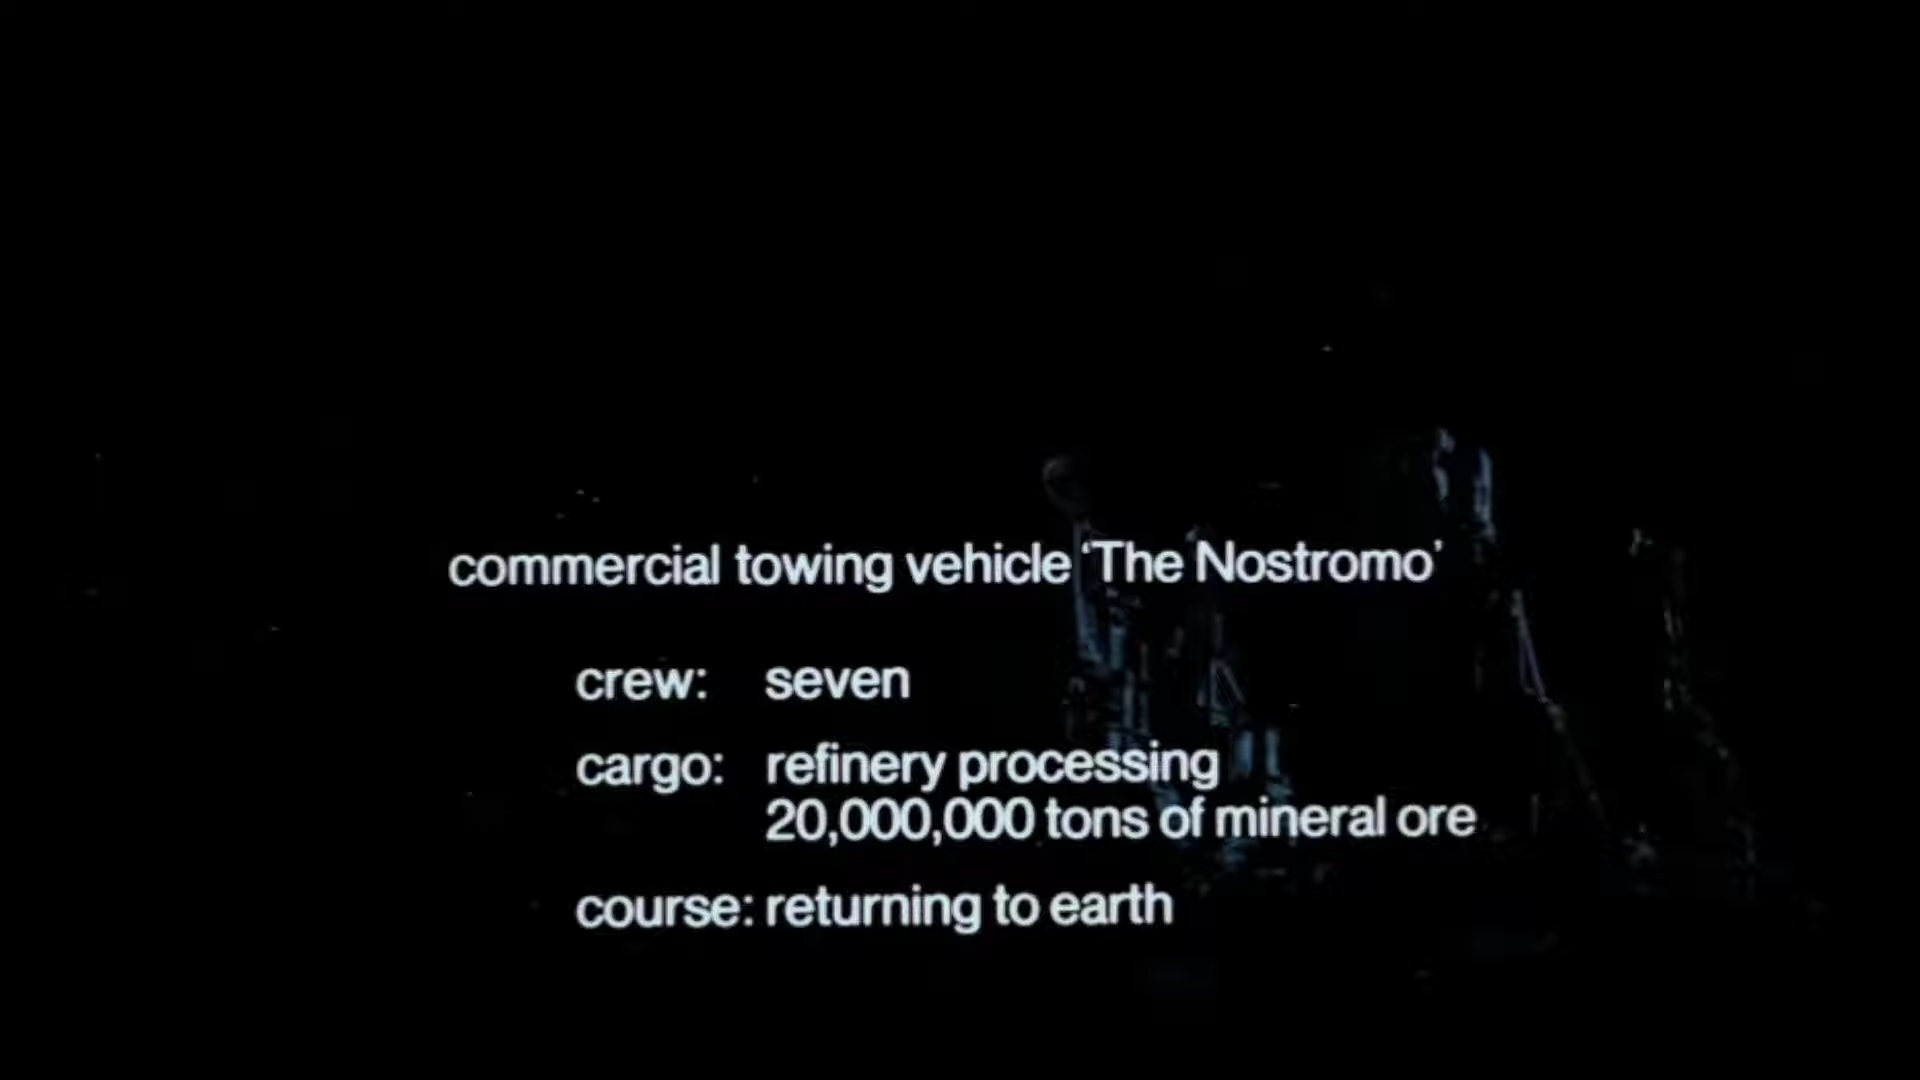 commercial towing vehicle ‘The Nostromo’
crew: seven
cargo: refinery processing
20,000,000 tons of mineral ore
course: returning to earth